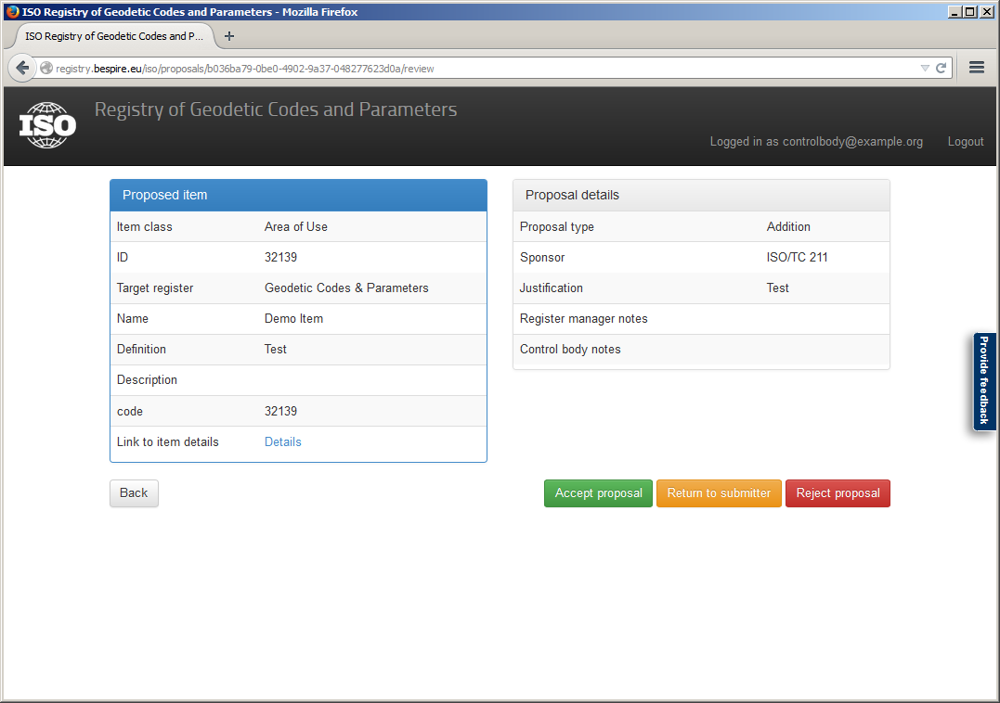 ISO Registry of Geodetic Codes and Parameters - Mozilla Firefox
ISO Registry of Geodetic Codes and P...
registry.bespire.eu/iso/proposals/b036ba79-0be0-4902-9a37-048277623d0a/review
ISO
Registry of Geodetic Codes and Parameters
Logged in as controlbody@example.org Logout
Proposed item
Item class Area of Use
ID 32139
Target register Geodetic Codes & Parameters
Name Demo Item
Definition Test
Description
code 32139
Link to item details Details
Proposal details
Proposal type Addition
Sponsor ISO/TC 211
Justification Test
Register manager notes
Control body notes
Provide feedback
Back Accept proposal Return to submitter Reject proposal